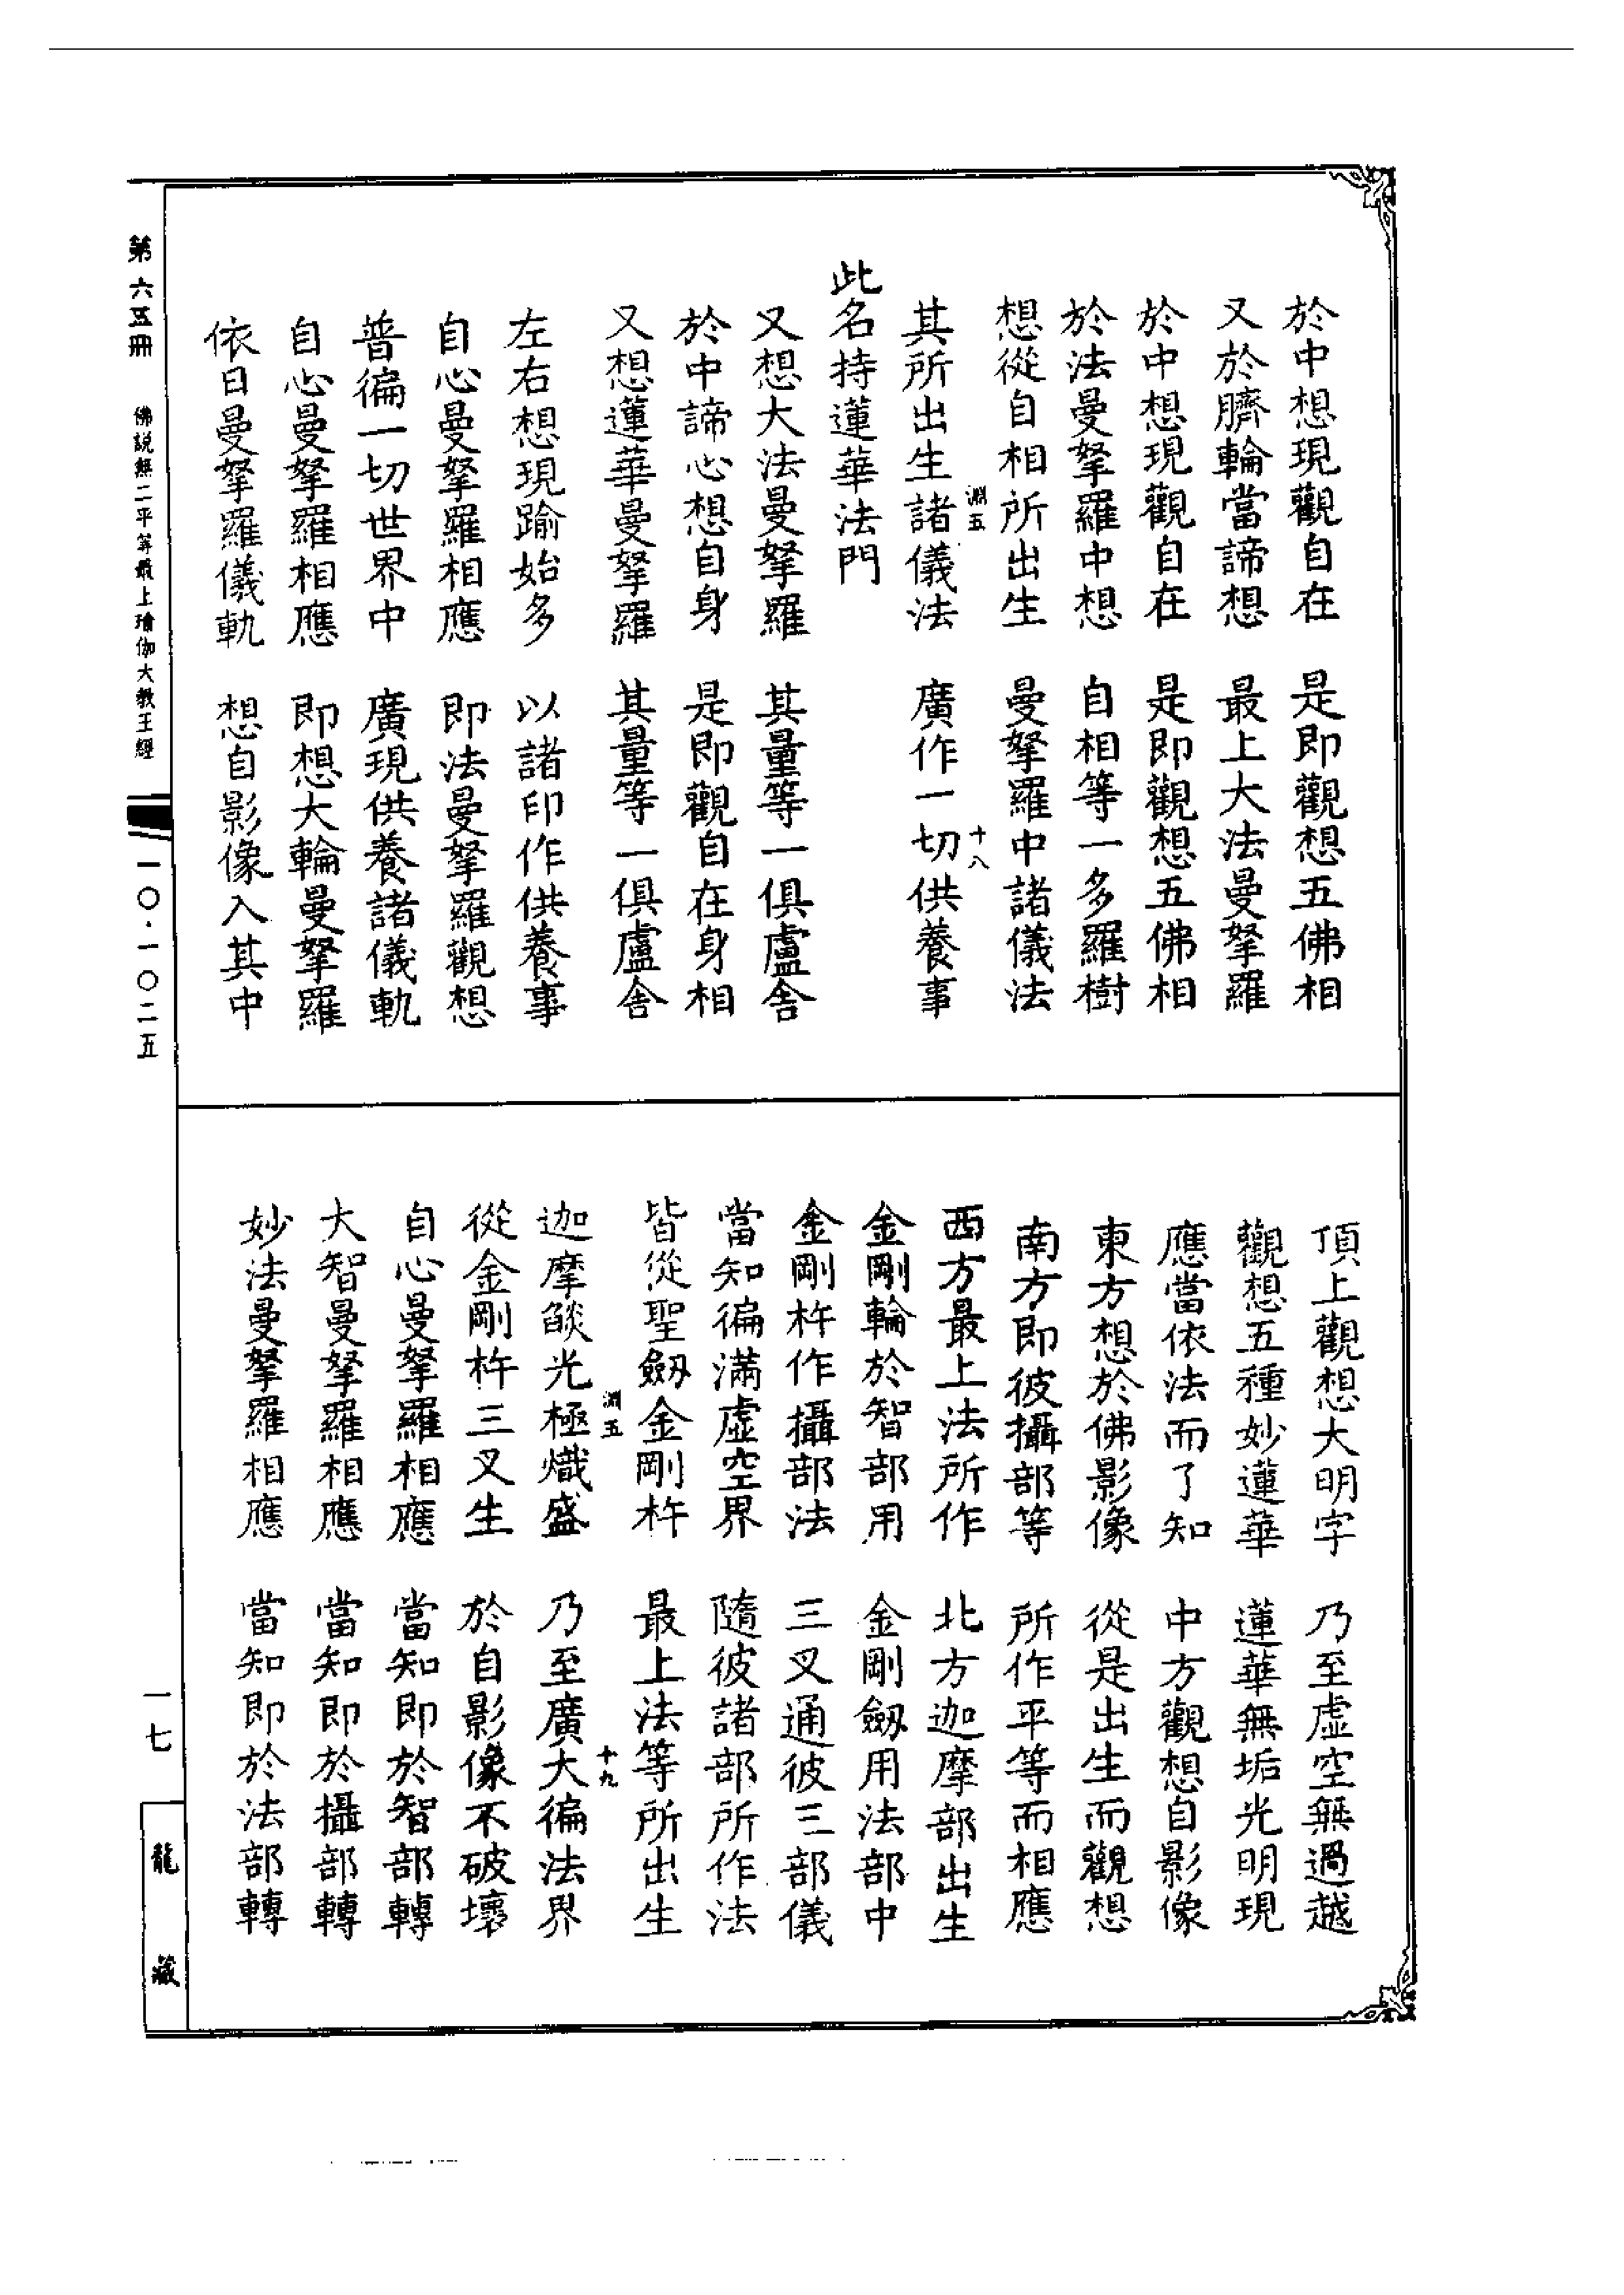 於中想現觀自在　是即觀想五佛相
又於臍輪當諦想　最上大法曼拏羅
於中想現觀自在　是即觀想五佛相
於法曼拏羅中想　自相等一多羅樹
想從自相所出生　曼拏羅中諸儀法
淵五　十八
其所出生諸儀法　廣作一切供養事
此名持蓮華法門
又想大法曼拏羅　其量等一俱盧舍
於中諦心想自身　是即觀自在身相
又想蓮華曼拏羅　其量等一俱盧舍
左右想現踰始多　以諸印作供養事
自心曼拏羅相應　即法曼拏羅觀想
普徧一切世界中　廣現供養諸儀軌
自心曼拏羅相應　即想大輪曼拏羅
依日曼拏羅儀軌　想自影像入其中
頂上觀想大明字　乃至虛空無過越
觀想五種妙蓮華　蓮華無垢光明現
應當依法而了知　中方觀想自影像
東方想於佛影像　從是出生而觀想
南方即彼攝部等　所作平等而相應
西方最上法所作　北方迦摩部出生
金剛輪於智部用　金剛劔用法部中
金剛杵作攝部法　三叉通彼三部儀
當知徧滿虛空界　隨彼諸部所作法
皆從聖劔金剛杵　最上法等所出生
淵五　十九
迦摩燄光極熾盛　乃至廣大徧法界
從金剛杵三叉生　於自影像不破壞
自心曼拏羅相應　當知即於智部轉
大智曼拏羅相應　當知即於攝部轉
妙法曼拏羅相應　當知即於法部轉
第六五冊　佛説無二平等最上瑜伽大教王經　一〇·一〇二五
一七　龍藏